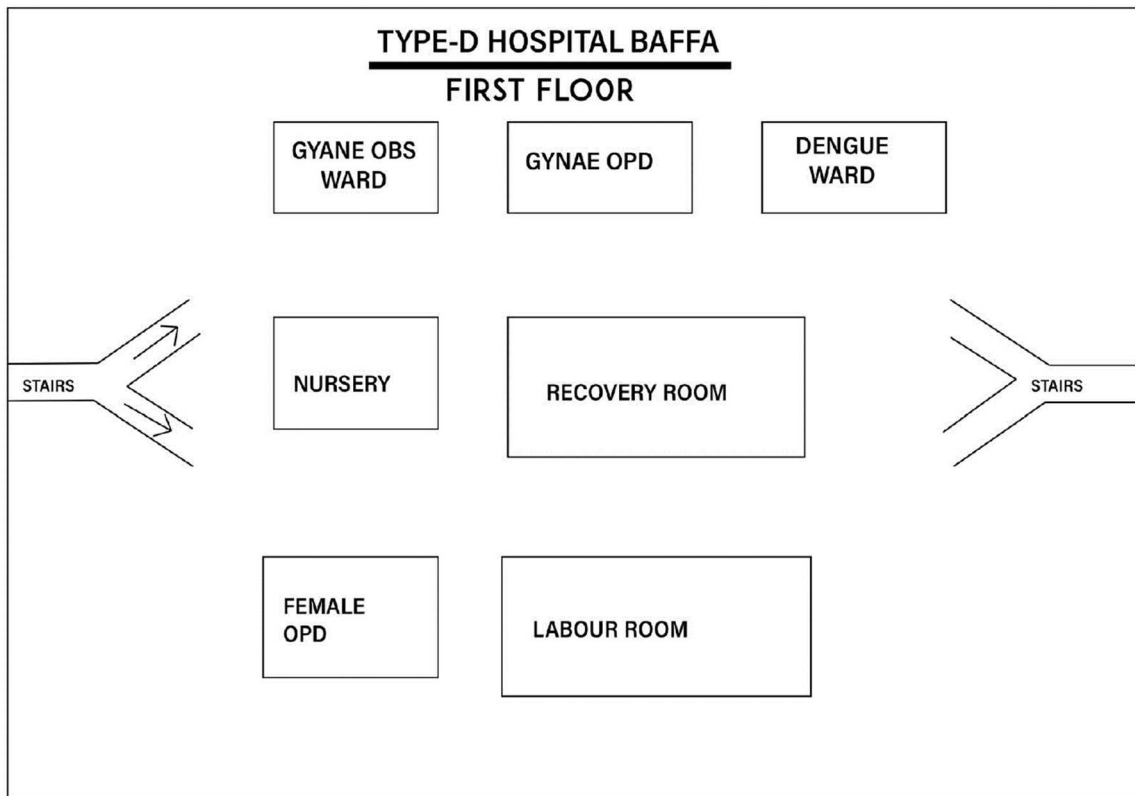 TYPE-D HOSPITAL BAFFA
FIRST FLOOR
GYANE OBS
WARD
GYNAE OPD
DENGUE
WARD
STAIRS
NURSERY
RECOVERY ROOM
STAIRS
FEMALE
OPD
LABOUR ROOM